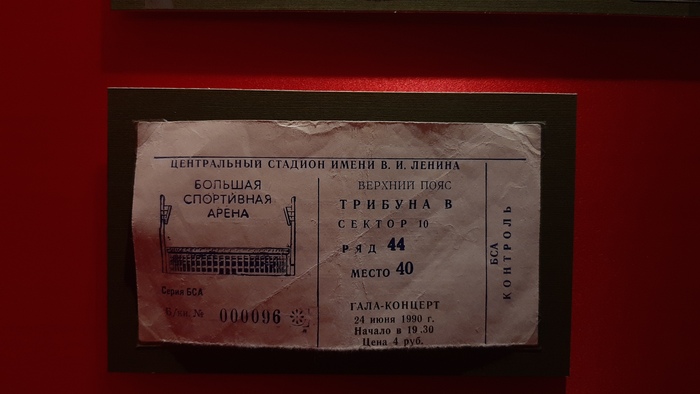 ЦЕНТРАЛЬНЫЙ СТАДИОН ИМЕНИ В. И. ЛЕНИНА
БОЛЬШАЯ
СПОРТИВНАЯ
АРЕНА
Серия БСА
№ 000096
ВЕРХНИЙ ПОЯС
ТРИБУНА В
СЕКТОР 10
РЯД 44
МЕСТО 40
ГАЛА-КОНЦЕРТ
24 июня 1990 г.
Начало в 19.30
Цена 4 руб.
БСА
КОНТРОЛЬ